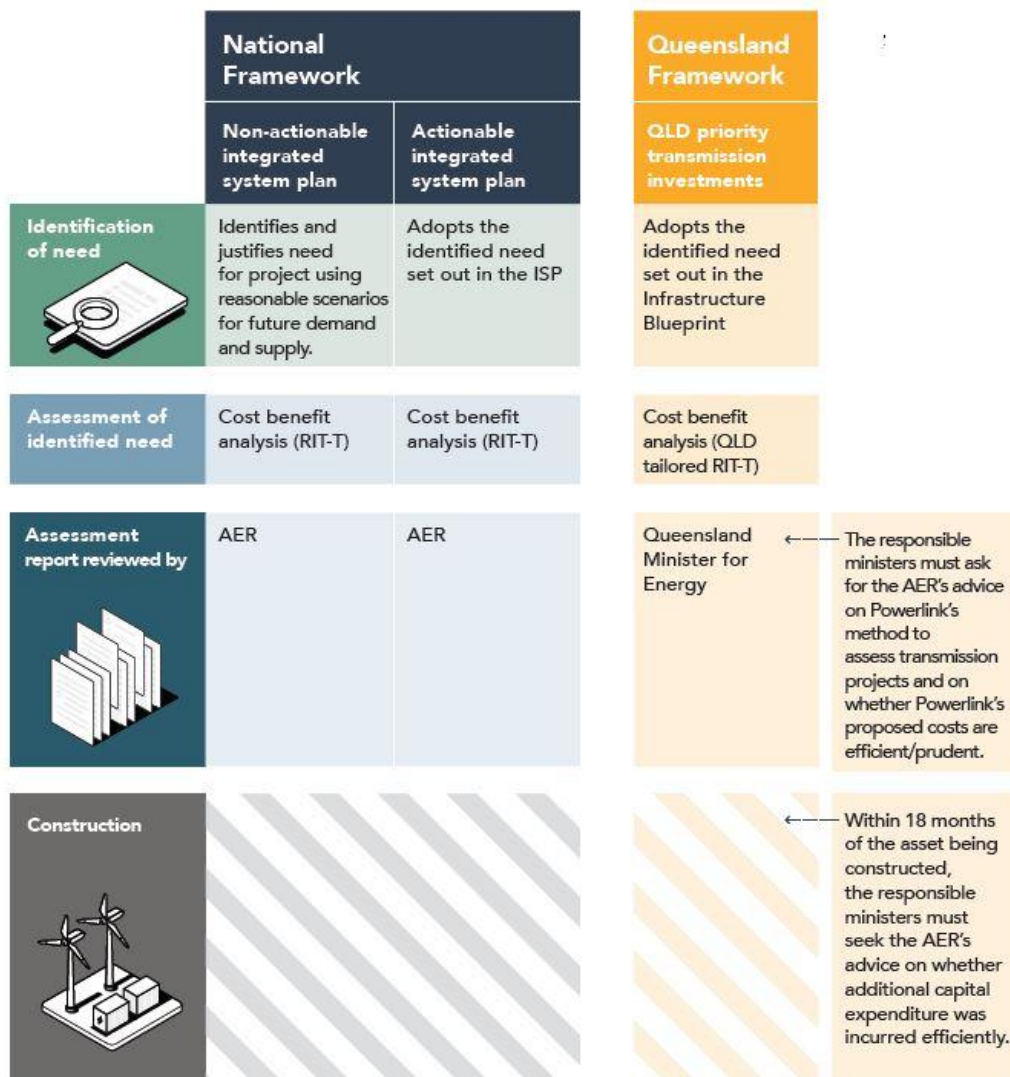 National
Framework
Queensland
Framework
Non-actionable
integrated
system plan
Actionable
integrated
system plan
QLD priority
transmission
investments
Identification
of need
Identifies and
justifies need
for project using
reasonable scenarios
for future demand
and supply.
Adopts the
identified need
set out in the ISP
Adopts the
identified need
set out in the
Infrastructure
Blueprint
Assessment of
identified need
Cost benefit
analysis (RIT-T)
Cost benefit
analysis (RIT-T)
Cost benefit
analysis (QLD
tailored RIT-T)
Assessment
report reviewed by
AER
AER
Queensland
Minister for
Energy
The responsible
ministers must ask
for the AER's advice
on Powerlink's
method to
assess transmission
projects and on
whether Powerlink's
proposed costs are
efficient/prudent.
Construction
Within 18 months
of the asset being
constructed,
the responsible
ministers must
seek the AER's
advice on whether
additional capital
expenditure was
incurred efficiently.